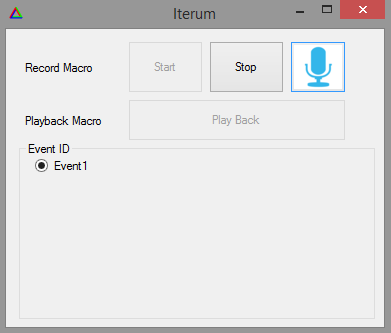 Iterum
Record Macro Start Stop
Playback Macro Play Back
Event ID
Event1